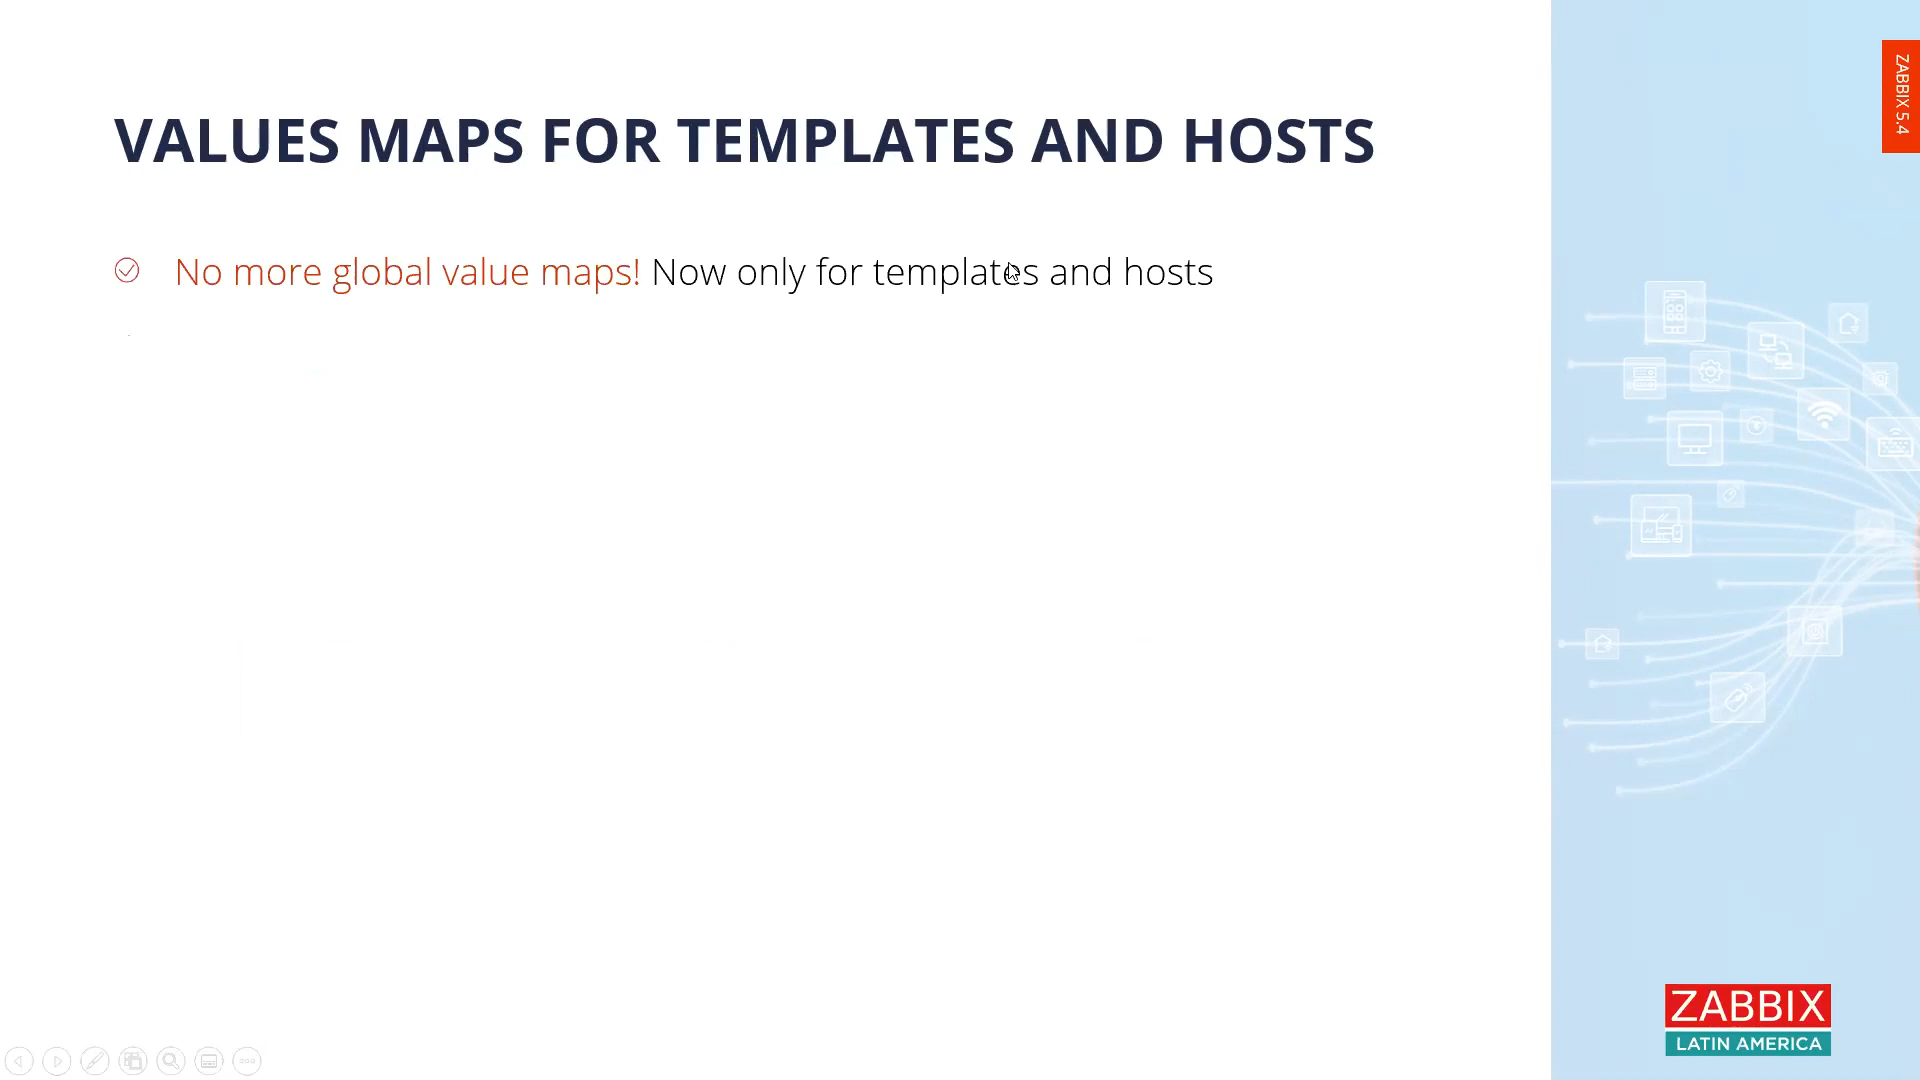 VALUES MAPS FOR TEMPLATES AND HOSTS
No more global value maps! Now only for templates and hosts
ZABBIX 5.4
ZABBIX
LATIN AMERICA